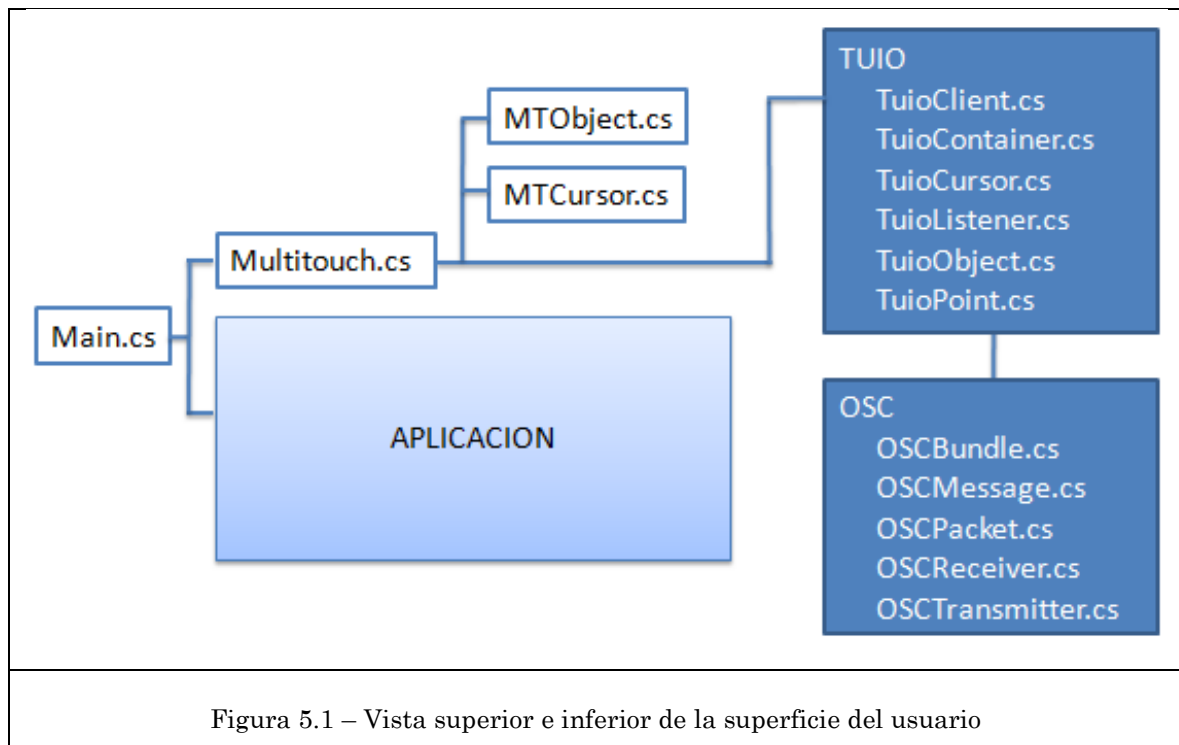 TUIO
TuioClient.cs
TuioContainer.cs
TuioCursor.cs
TuioListener.cs
TuioObject.cs
TuioPoint.cs
MTObject.cs
MTCursor.cs
Multitouch.cs
Main.cs
APLICACION
OSC
OSCBundle.cs
OSCMessage.cs
OSCPacket.cs
OSCReceiver.cs
OSCTransmitter.cs
Figura 5.1 – Vista superior e inferior de la superficie del usuario